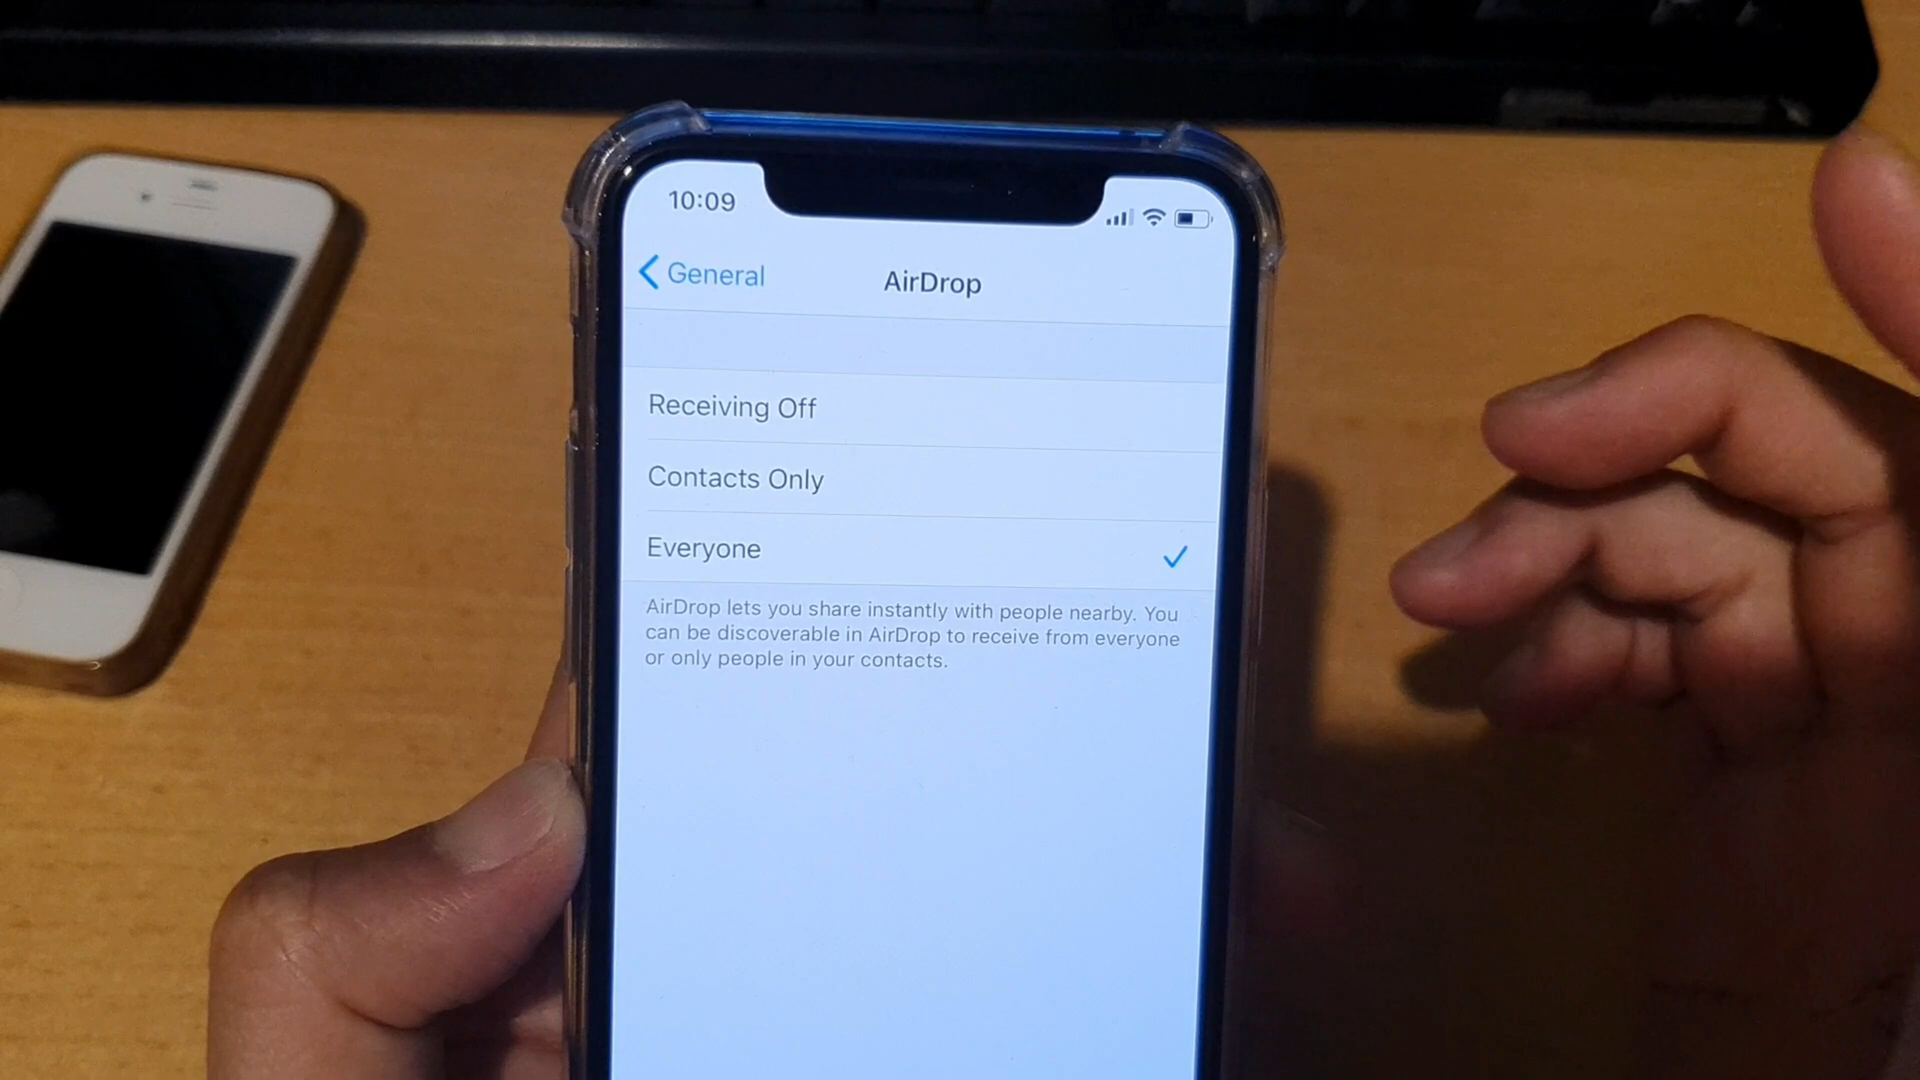 10:09
General
AirDrop
Receiving Off
Contacts Only
Everyone
AirDrop lets you share instantly with people nearby. You
can be discoverable in AirDrop to receive from everyone
or only people in your contacts.